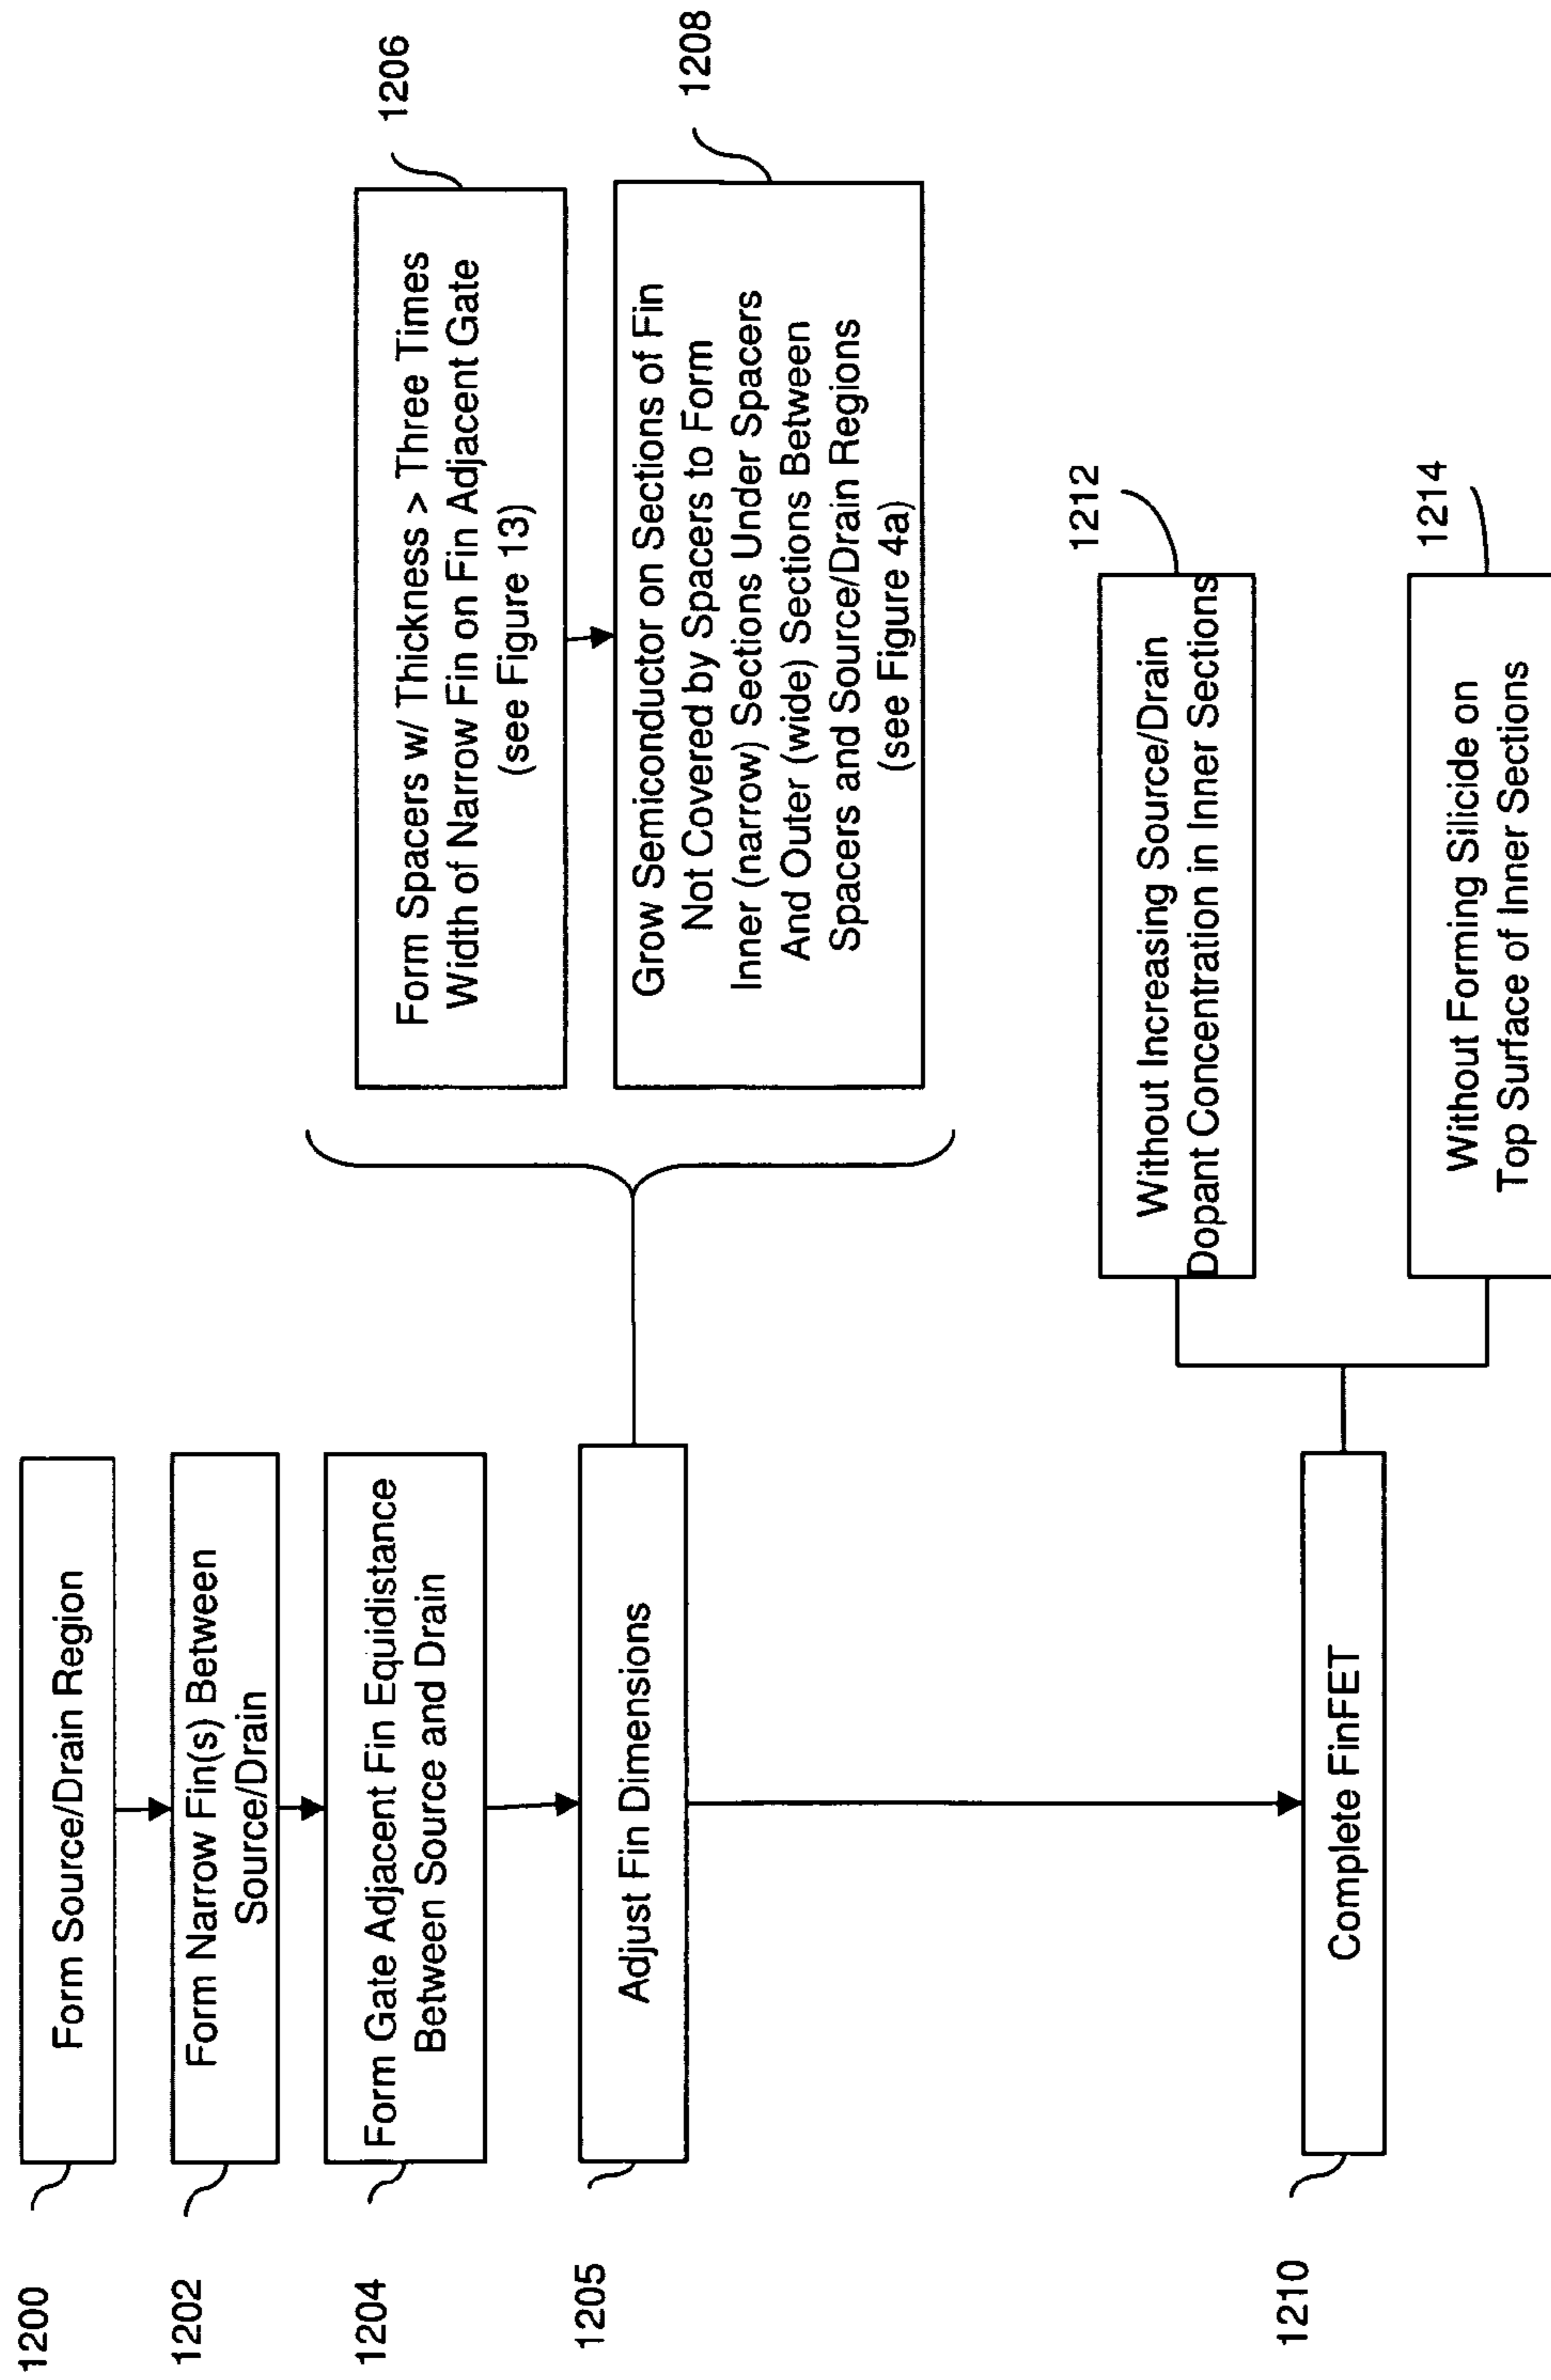 1200
Form Source/Drain Region
1202
Form Narrow Fin(s) Between
Source/Drain
1204
Form Gate Adjacent Fin Equidistance
Between Source and Drain
1205
Adjust Fin Dimensions
1206
Form Spacers w/ Thickness > Three Times
Width of Narrow Fin on Fin Adjacent Gate
(see Figure 13)
1208
Grow Semiconductor on Sections of Fin
Not Covered by Spacers to Form
Inner (narrow) Sections Under Spacers
And Outer (wide) Sections Between
Spacers and Source/Drain Regions
(see Figure 4a)
1210
Complete FinFET
1212
Without Increasing Source/Drain
Dopant Concentration in Inner Sections
1214
Without Forming Silicide on
Top Surface of Inner Sections